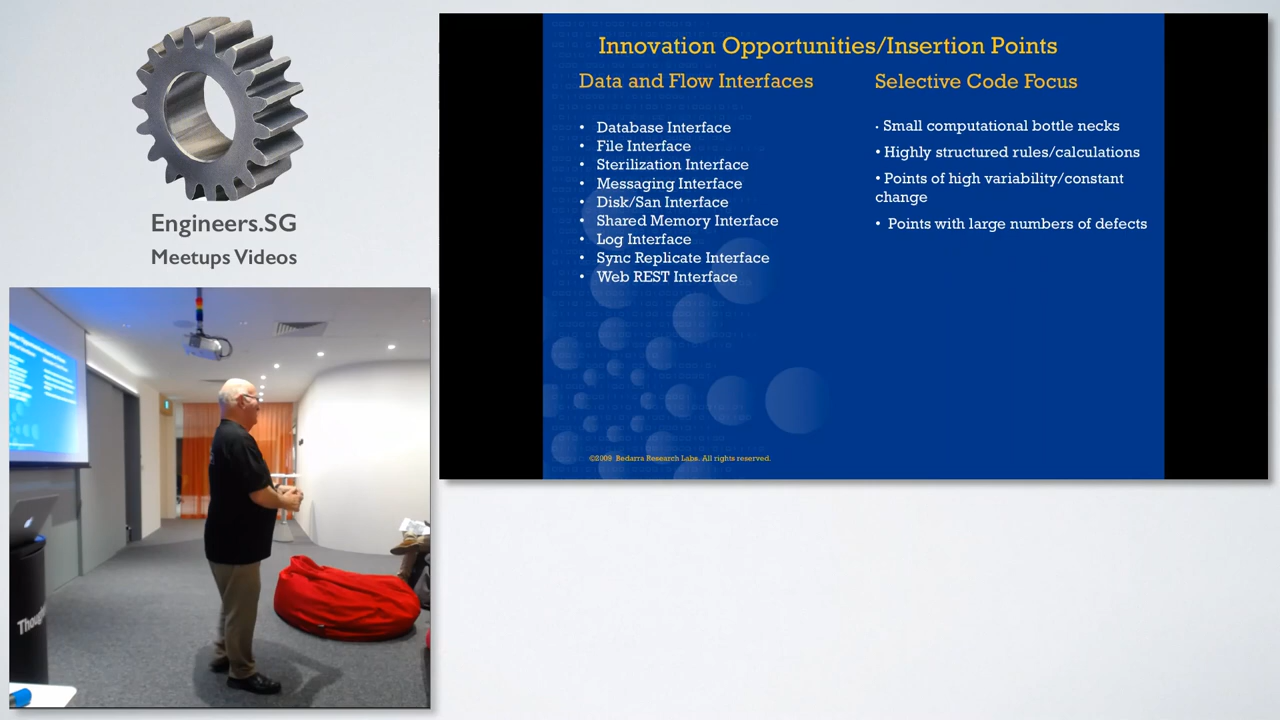 Engineers.SG
Meetups Videos
Innovation Opportunities/Insertion Points
Data and Flow Interfaces
• Database Interface
• File Interface
• Sterilization Interface
• Messaging Interface
• Disk/San Interface
• Shared Memory Interface
• Log Interface
• Sync Replicate Interface
• Web REST Interface
Selective Code Focus
• Small computational bottle necks
• Highly structured rules/calculations
• Points of high variability/constant
change
• Points with large numbers of defects
©2009 Bedarra Research Labs. All rights reserved.